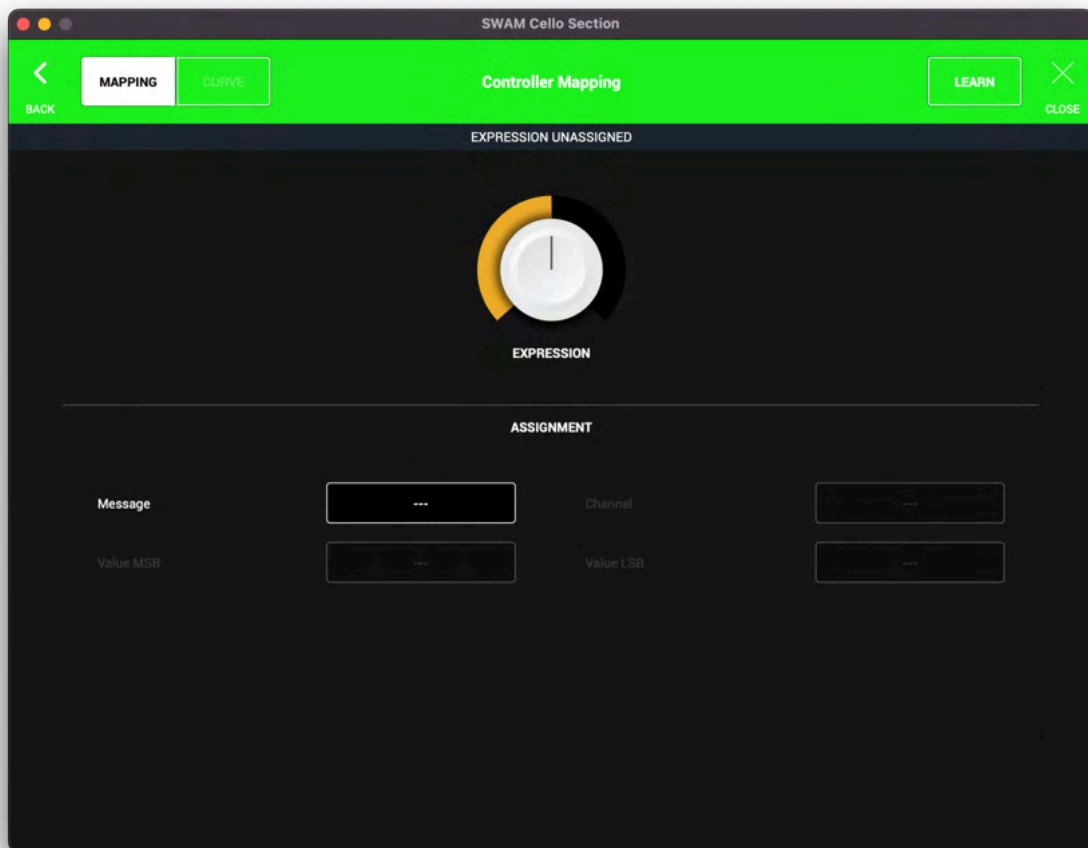 SWAM Cello Section
BACK
MAPPING
CURVE
Controller Mapping
LEARN
CLOSE
EXPRESSION UNASSIGNED
EXPRESSION
ASSIGNMENT
Message
---
Channel
---
Value MSB
---
Value LSB
---